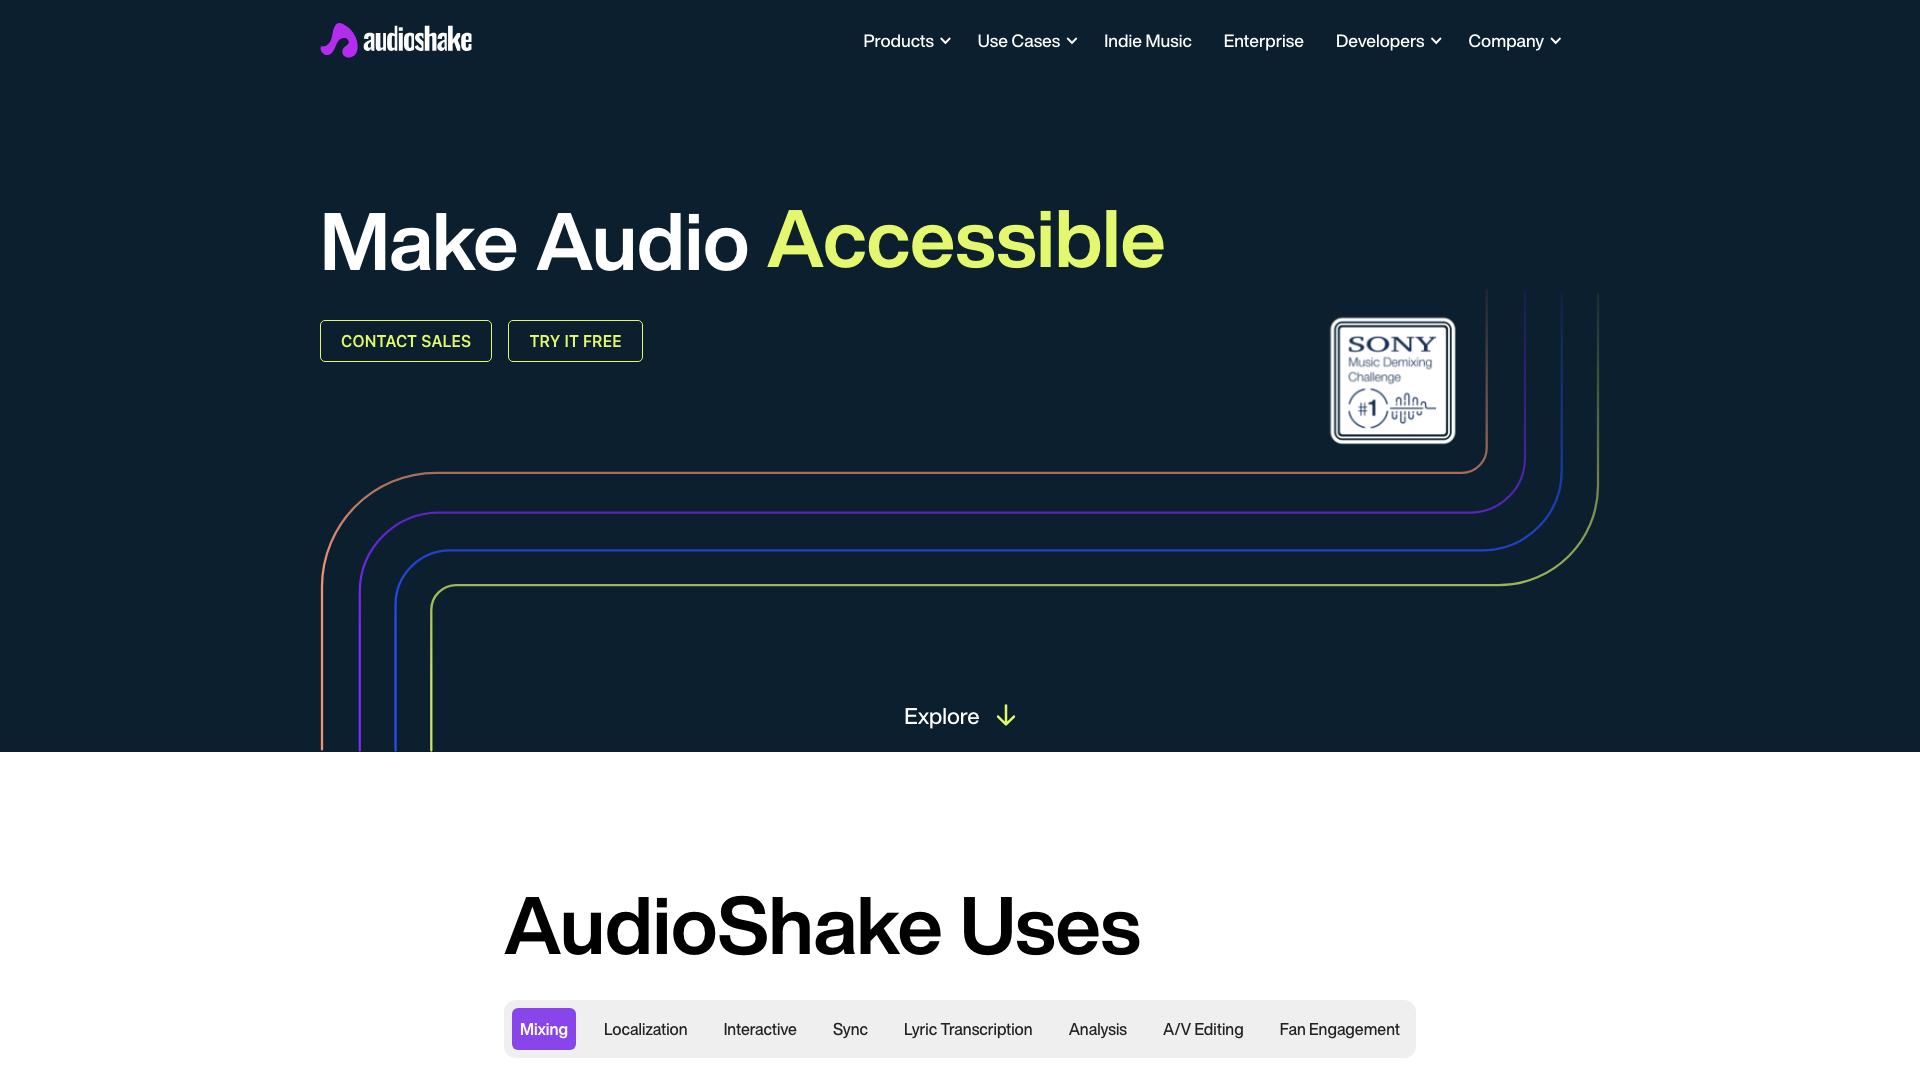 audioshake
Products Use Cases Indie Music Enterprise Developers Company
Make Audio Accessible
CONTACT SALES TRY IT FREE
SONY
Music Demixing
Challenge
#1
Explore
AudioShake Uses
Mixing Localization Interactive Sync Lyric Transcription Analysis A/V Editing Fan Engagement